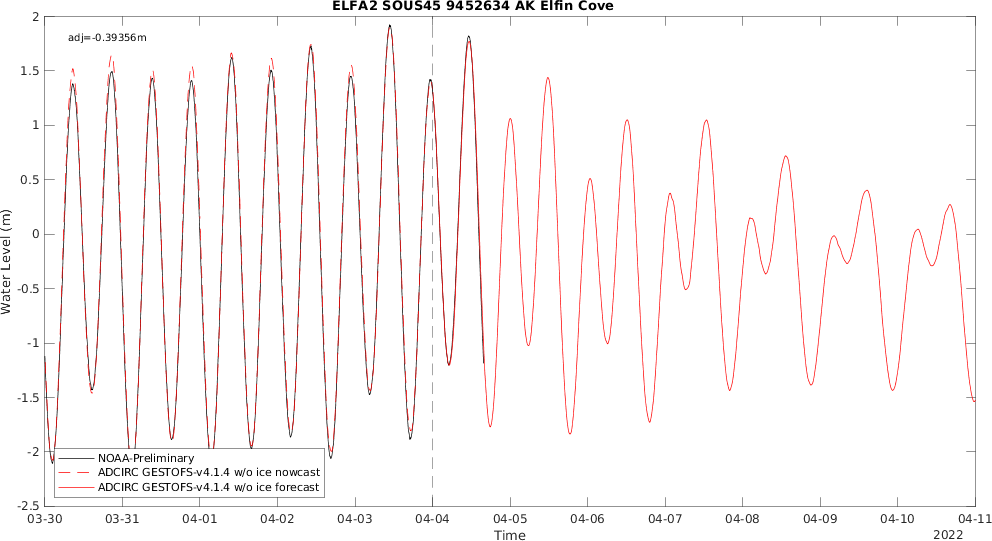 ELFA2 SOUS45 9452634 AK Elfin Cove
adj=-0.39356m
2
1.5
1
0.5
0
-0.5
-1
-1.5
-2
-2.5
Water Level (m)
NOAA-Preliminary
ADCIRC GESTOFS-v4.1.4 w/o ice nowcast
ADCIRC GESTOFS-v4.1.4 w/o ice forecast
03-30 03-31 04-01 04-02 04-03 04-04 04-05 04-06 04-07 04-08 04-09 04-10 04-11
Time
2022